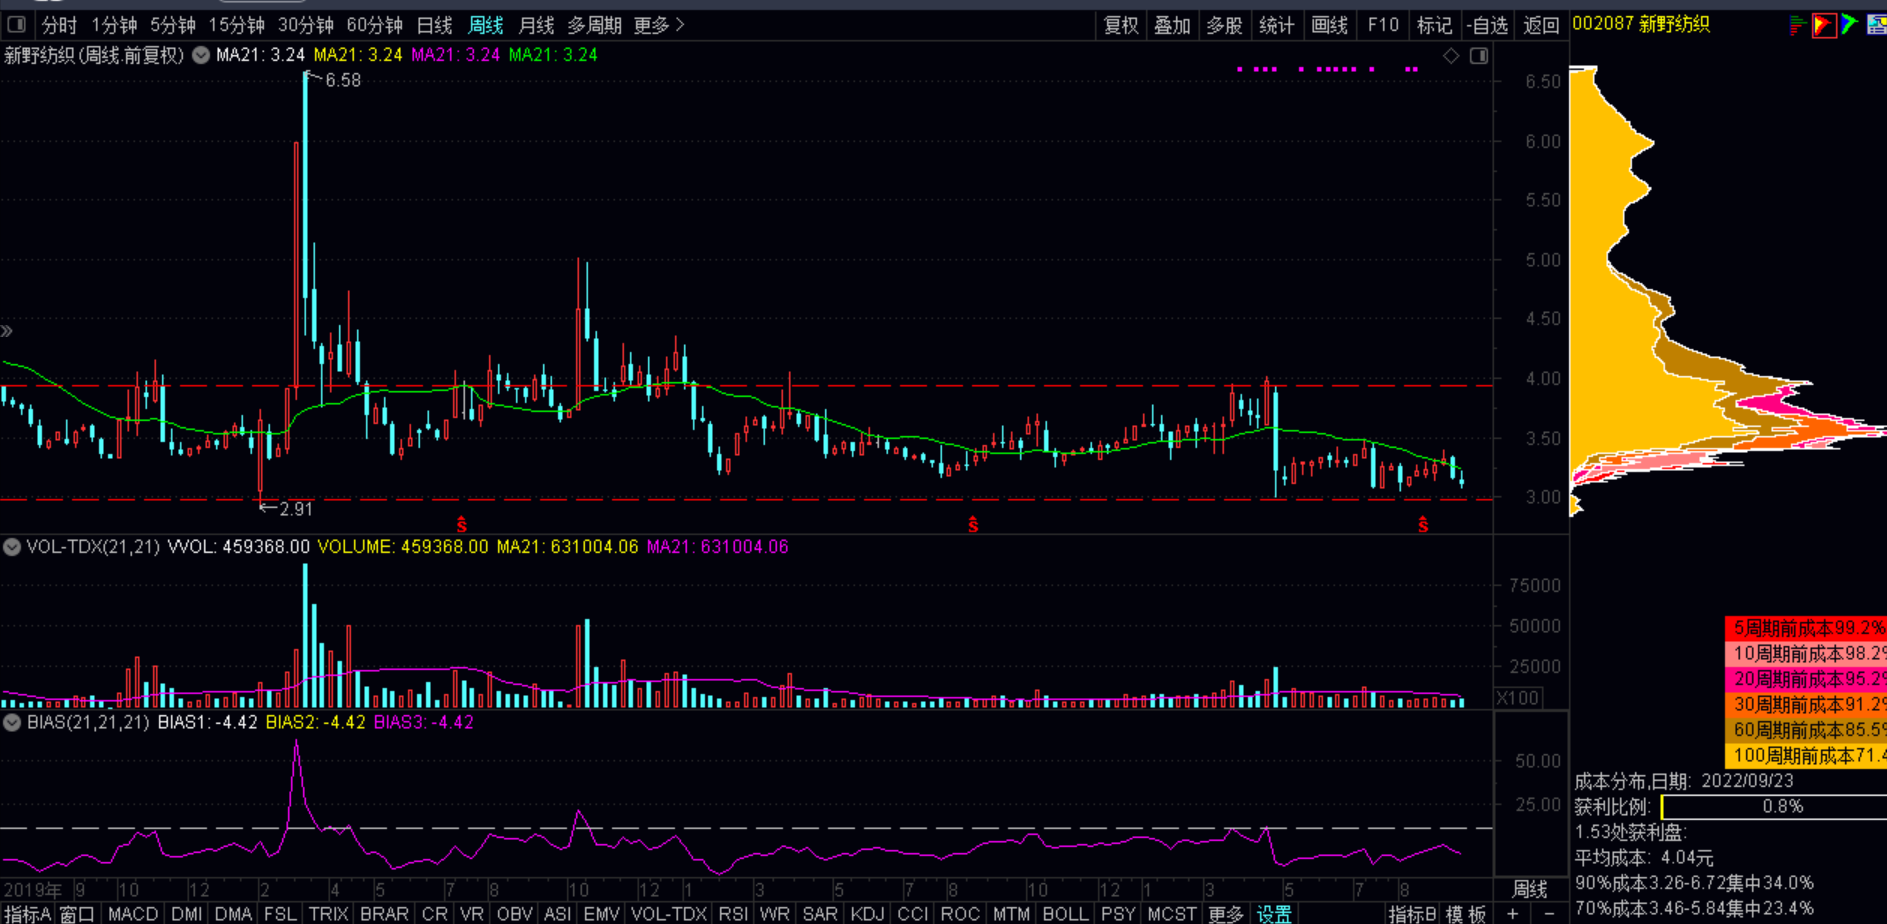 分时 1分钟 5分钟 15分钟 30分钟 60分钟 日线 周线 月线 多周期 更多 >
复权 叠加 多股 统计 画线 F10 标记 -自选 返回
002087 新野纺织
新野纺织(周线.前复权) MA21: 3.24 MA21: 3.24 MA21: 3.24 MA21: 3.24
6.58
6.50
6.00
5.50
5.00
4.50
4.00
3.50
3.00
2.91
S S S
VOL-TDX(21,21) VVOL: 459368.00 VOLUME: 459368.00 MA21: 631004.06 MA21: 631004.06
75000
50000
25000
X100
BIAS(21,21,21) BIAS1: -4.42 BIAS2: -4.42 BIAS3: -4.42
50.00
25.00
5周期前成本99.2%
10周期前成本98.2%
20周期前成本95.2%
30周期前成本91.2%
60周期前成本85.5%
100周期前成本71.4
成本分布,日期: 2022/09/23
获利比例: 0.8%
1.53处获利盘:
平均成本: 4.04元
90%成本3.26-6.72集中34.0%
70%成本3.46-5.84集中23.4%
2019年 9 10 12 2 4 5 7 8 10 12 1 3 5 7 8 10 12 1 3 5 7 8 周线
指标A 窗口 MACD DMI DMA FSL TRIX BRAR CR VR OBV ASI EMV VOL-TDX RSI WR SAR KDJ CCI ROC MTM BOLL PSY MCST 更多 设置 指标B 模板 + −